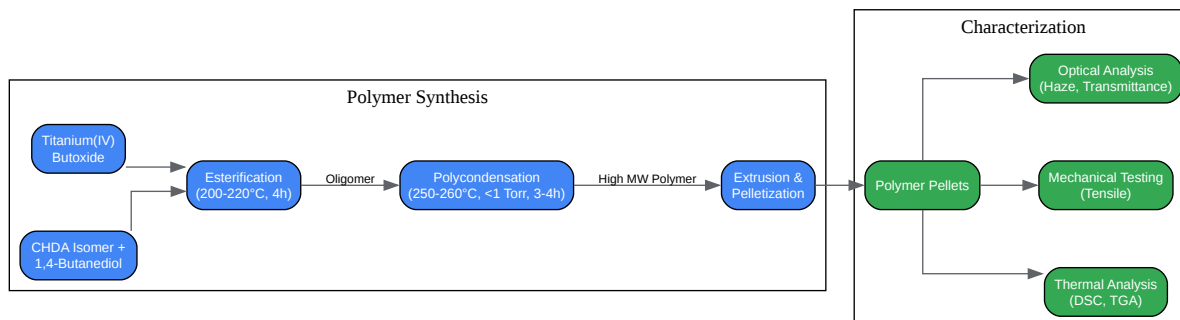 Polymer Synthesis
Titanium(IV)
Butoxide
CHDA Isomer +
1,4-Butanediol
Esterification
(200-220°C, 4h)
Oligomer
Polycondensation
(250-260°C, <1 Torr, 3-4h)
High MW Polymer
Extrusion &
Pelletization
Characterization
Polymer Pellets
Optical Analysis
(Haze, Transmittance)
Mechanical Testing
(Tensile)
Thermal Analysis
(DSC, TGA)